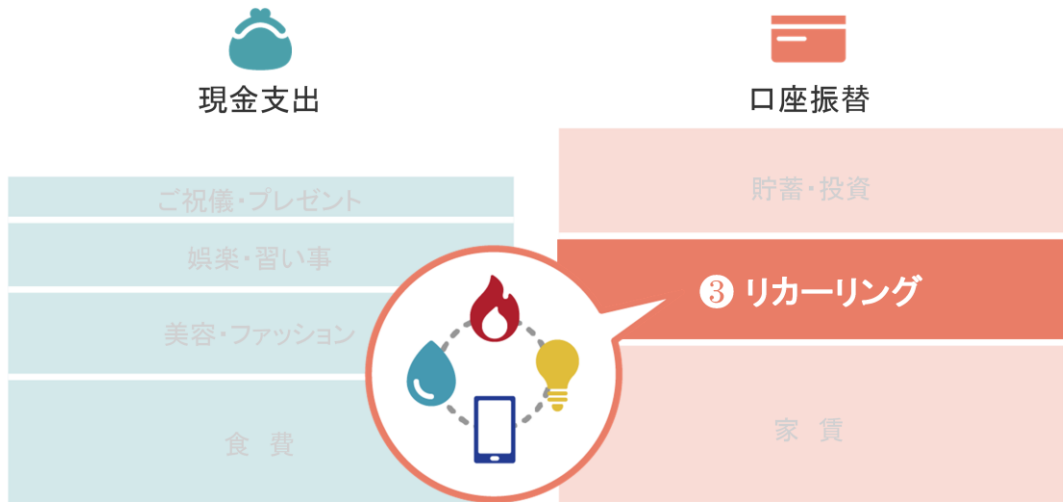 現金支出
口座振替
ご祝儀・プレゼント
娯楽・習い事
美容・ファッション
食 費
貯蓄・投資
❸ リカーリング
家 賃